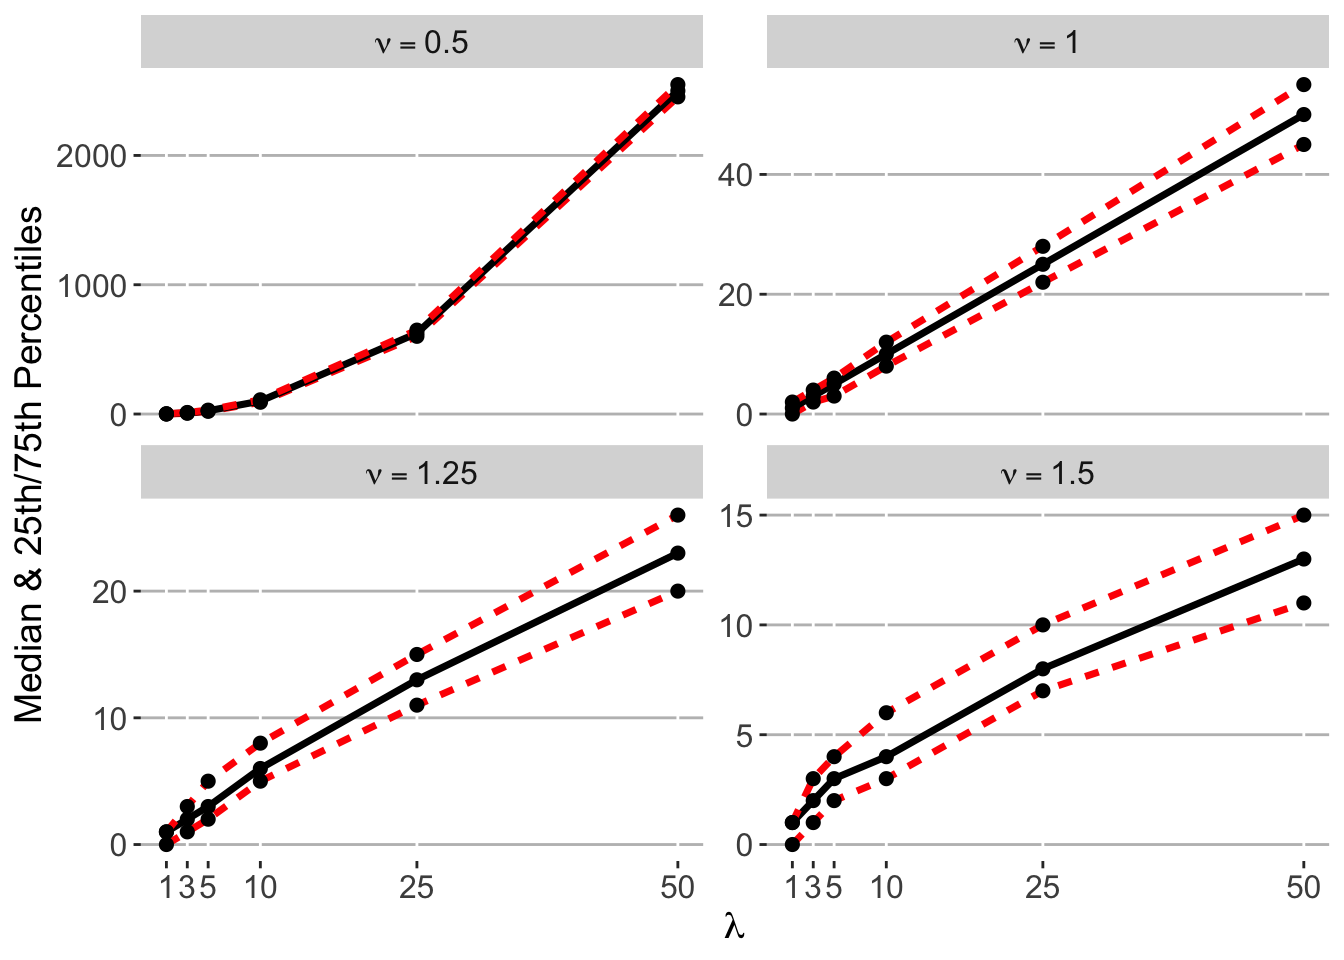 ν = 0.5
ν = 1
2000
1000
0
40
20
0
Median & 25th/75th Percentiles
ν = 1.25
ν = 1.5
20
10
0
15
10
5
0
1 3 5 10 25 50
1 3 5 10 25 50
λ